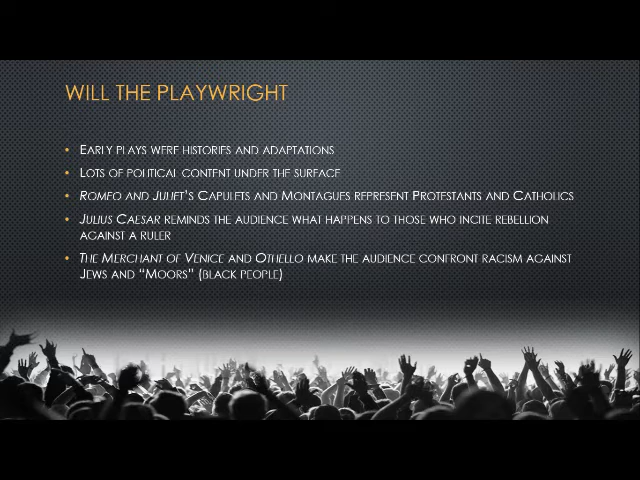 WILL THE PLAYWRIGHT
• EARLY PLAYS WERE HISTORIES AND ADAPTATIONS
• LOTS OF POLITICAL CONTENT UNDER THE SURFACE
• ROMEO AND JULIET'S CAPULETS AND MONTAGUES REPRESENT PROTESTANTS AND CATHOLICS
• JULIUS CAESAR REMINDS THE AUDIENCE WHAT HAPPENS TO THOSE WHO INCITE REBELLION
AGAINST A RULER
• THE MERCHANT OF VENICE AND OTHELLO MAKE THE AUDIENCE CONFRONT RACISM AGAINST
JEWS AND "MOORS" (BLACK PEOPLE)